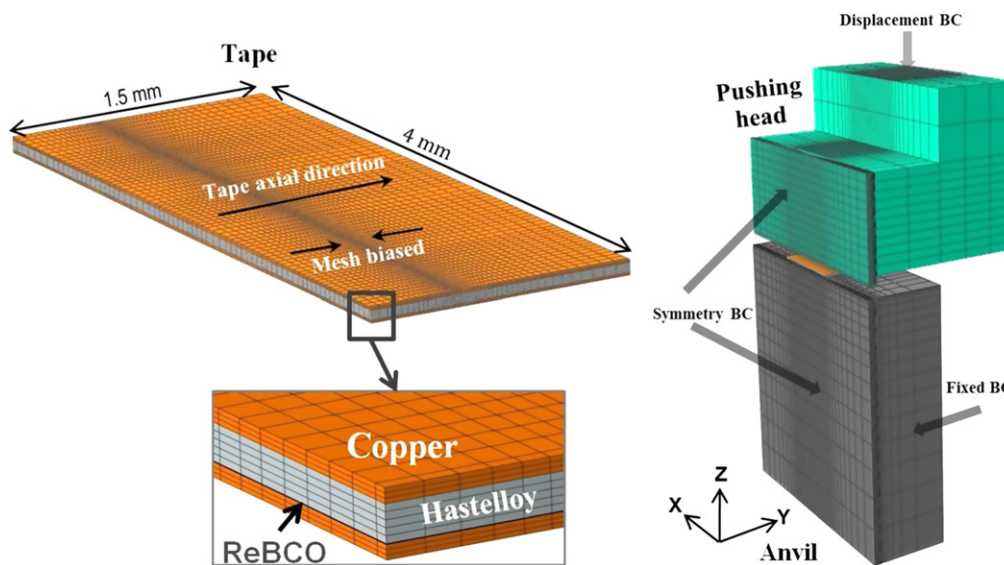 Tape
1.5 mm
4 mm
Tape axial direction
Mesh biased
Copper
Hastelloy
ReBCO
Displacement BC
Pushing
head
Symmetry BC
Fixed BC
Z
X
Y
Anvil